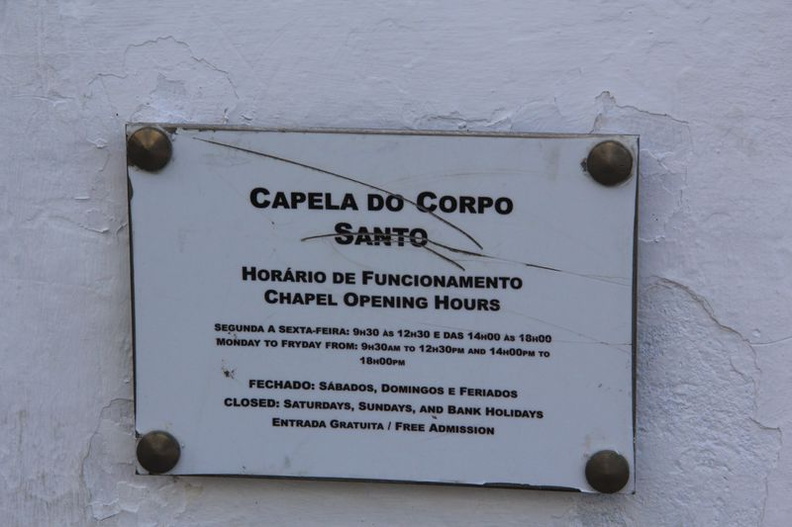 CAPELA DO CORPO
SANTO
HORÁRIO DE FUNCIONAMENTO
CHAPEL OPENING HOURS
SEGUNDA A SEXTA-FEIRA: 9H30 ÀS 12H30 E DAS 14H00 ÀS 18H00
MONDAY TO FRYDAY FROM: 9H30AM TO 12H30PM AND 14H00PM TO
18H00PM
FECHADO: SÁBADOS, DOMINGOS E FERIADOS
CLOSED: SATURDAYS, SUNDAYS, AND BANK HOLIDAYS
ENTRADA GRATUITA / FREE ADMISSION